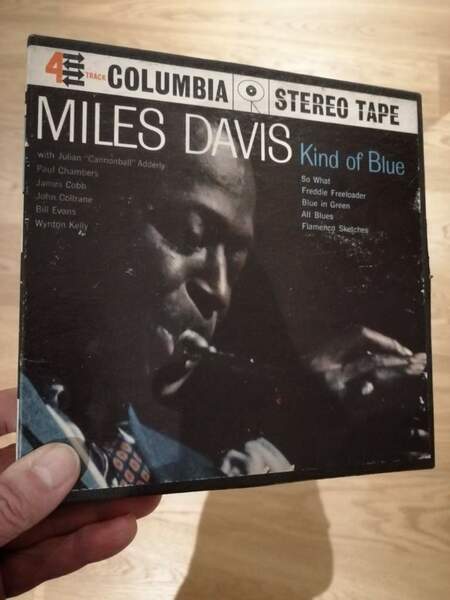 4 TRACK COLUMBIA STEREO TAPE
MILES DAVIS Kind of Blue
with Julian "Cannonball" Adderly
Paul Chambers
James Cobb
John Coltrane
Bill Evans
Wynton Kelly
So What
Freddie Freeloader
Blue in Green
All Blues
Flamenco Sketches